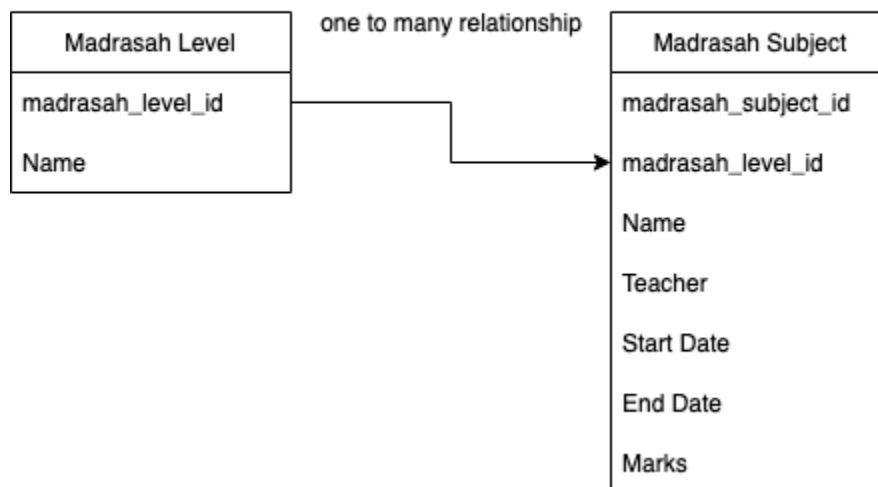 one to many relationship
Madrasah Level
madrasah_level_id
Name
Madrasah Subject
madrasah_subject_id
madrasah_level_id
Name
Teacher
Start Date
End Date
Marks